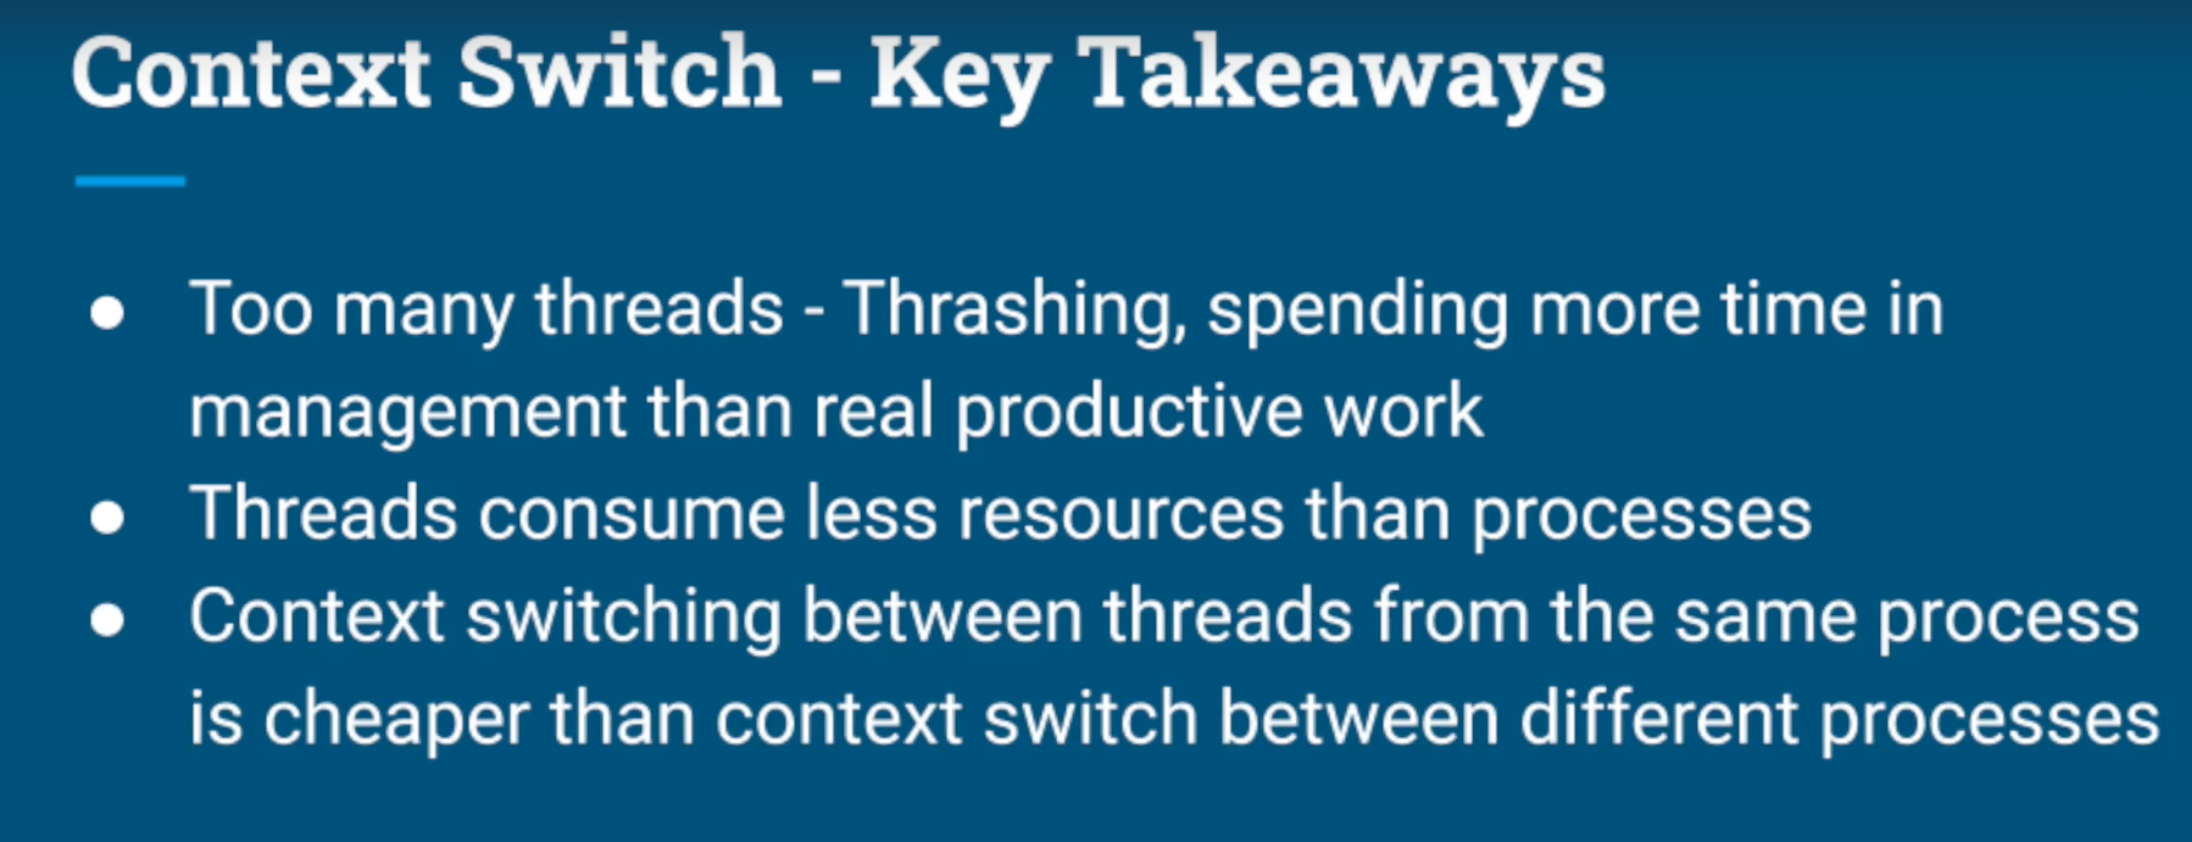 Context Switch - Key Takeaways
● Too many threads - Thrashing, spending more time in
management than real productive work
● Threads consume less resources than processes
● Context switching between threads from the same process
is cheaper than context switch between different processes